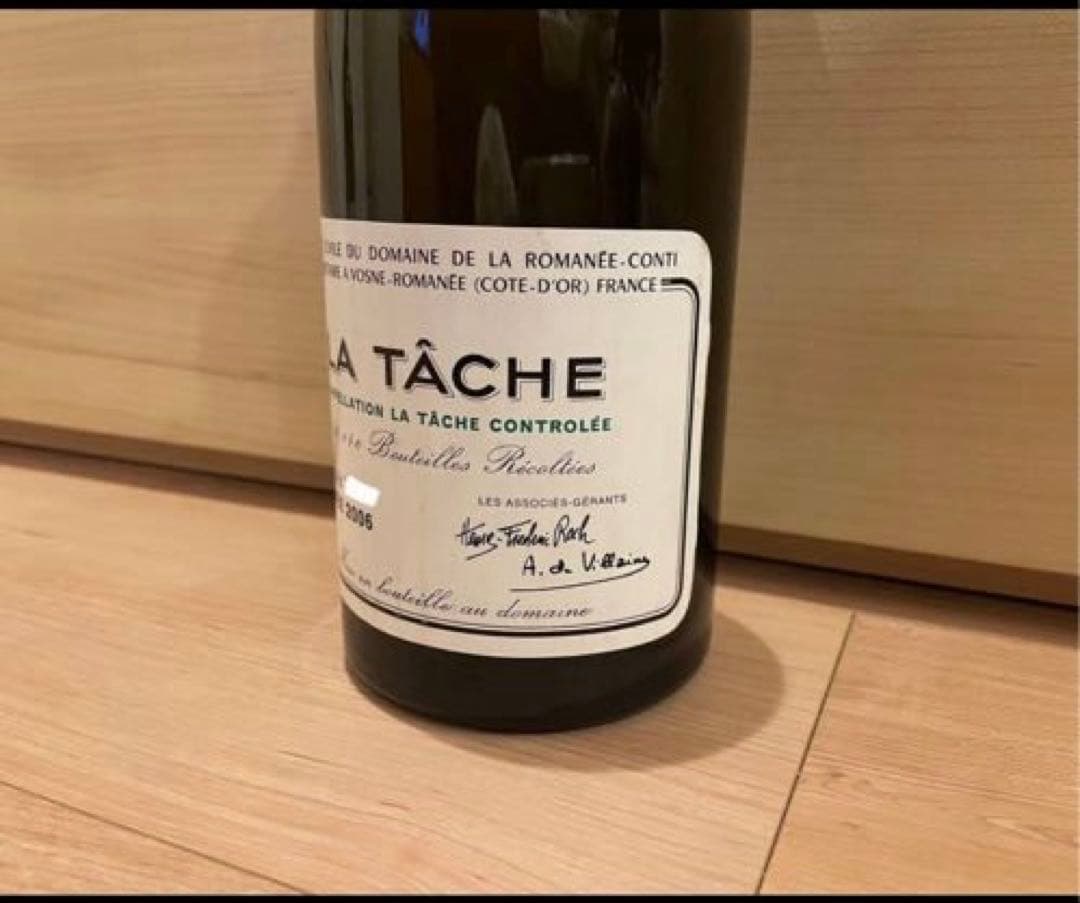 DU DOMAINE DE LA ROMANÉE-CONTI
A VOSNE-ROMANÉE (COTE-D'OR) FRANCE
LA TÂCHE
LA TÂCHE CONTROLÉE
Bouteilles Récoltées
LES ASSOCIÉS-GÉRANTS
2006
A. de Villaine
en bouteille au domaine